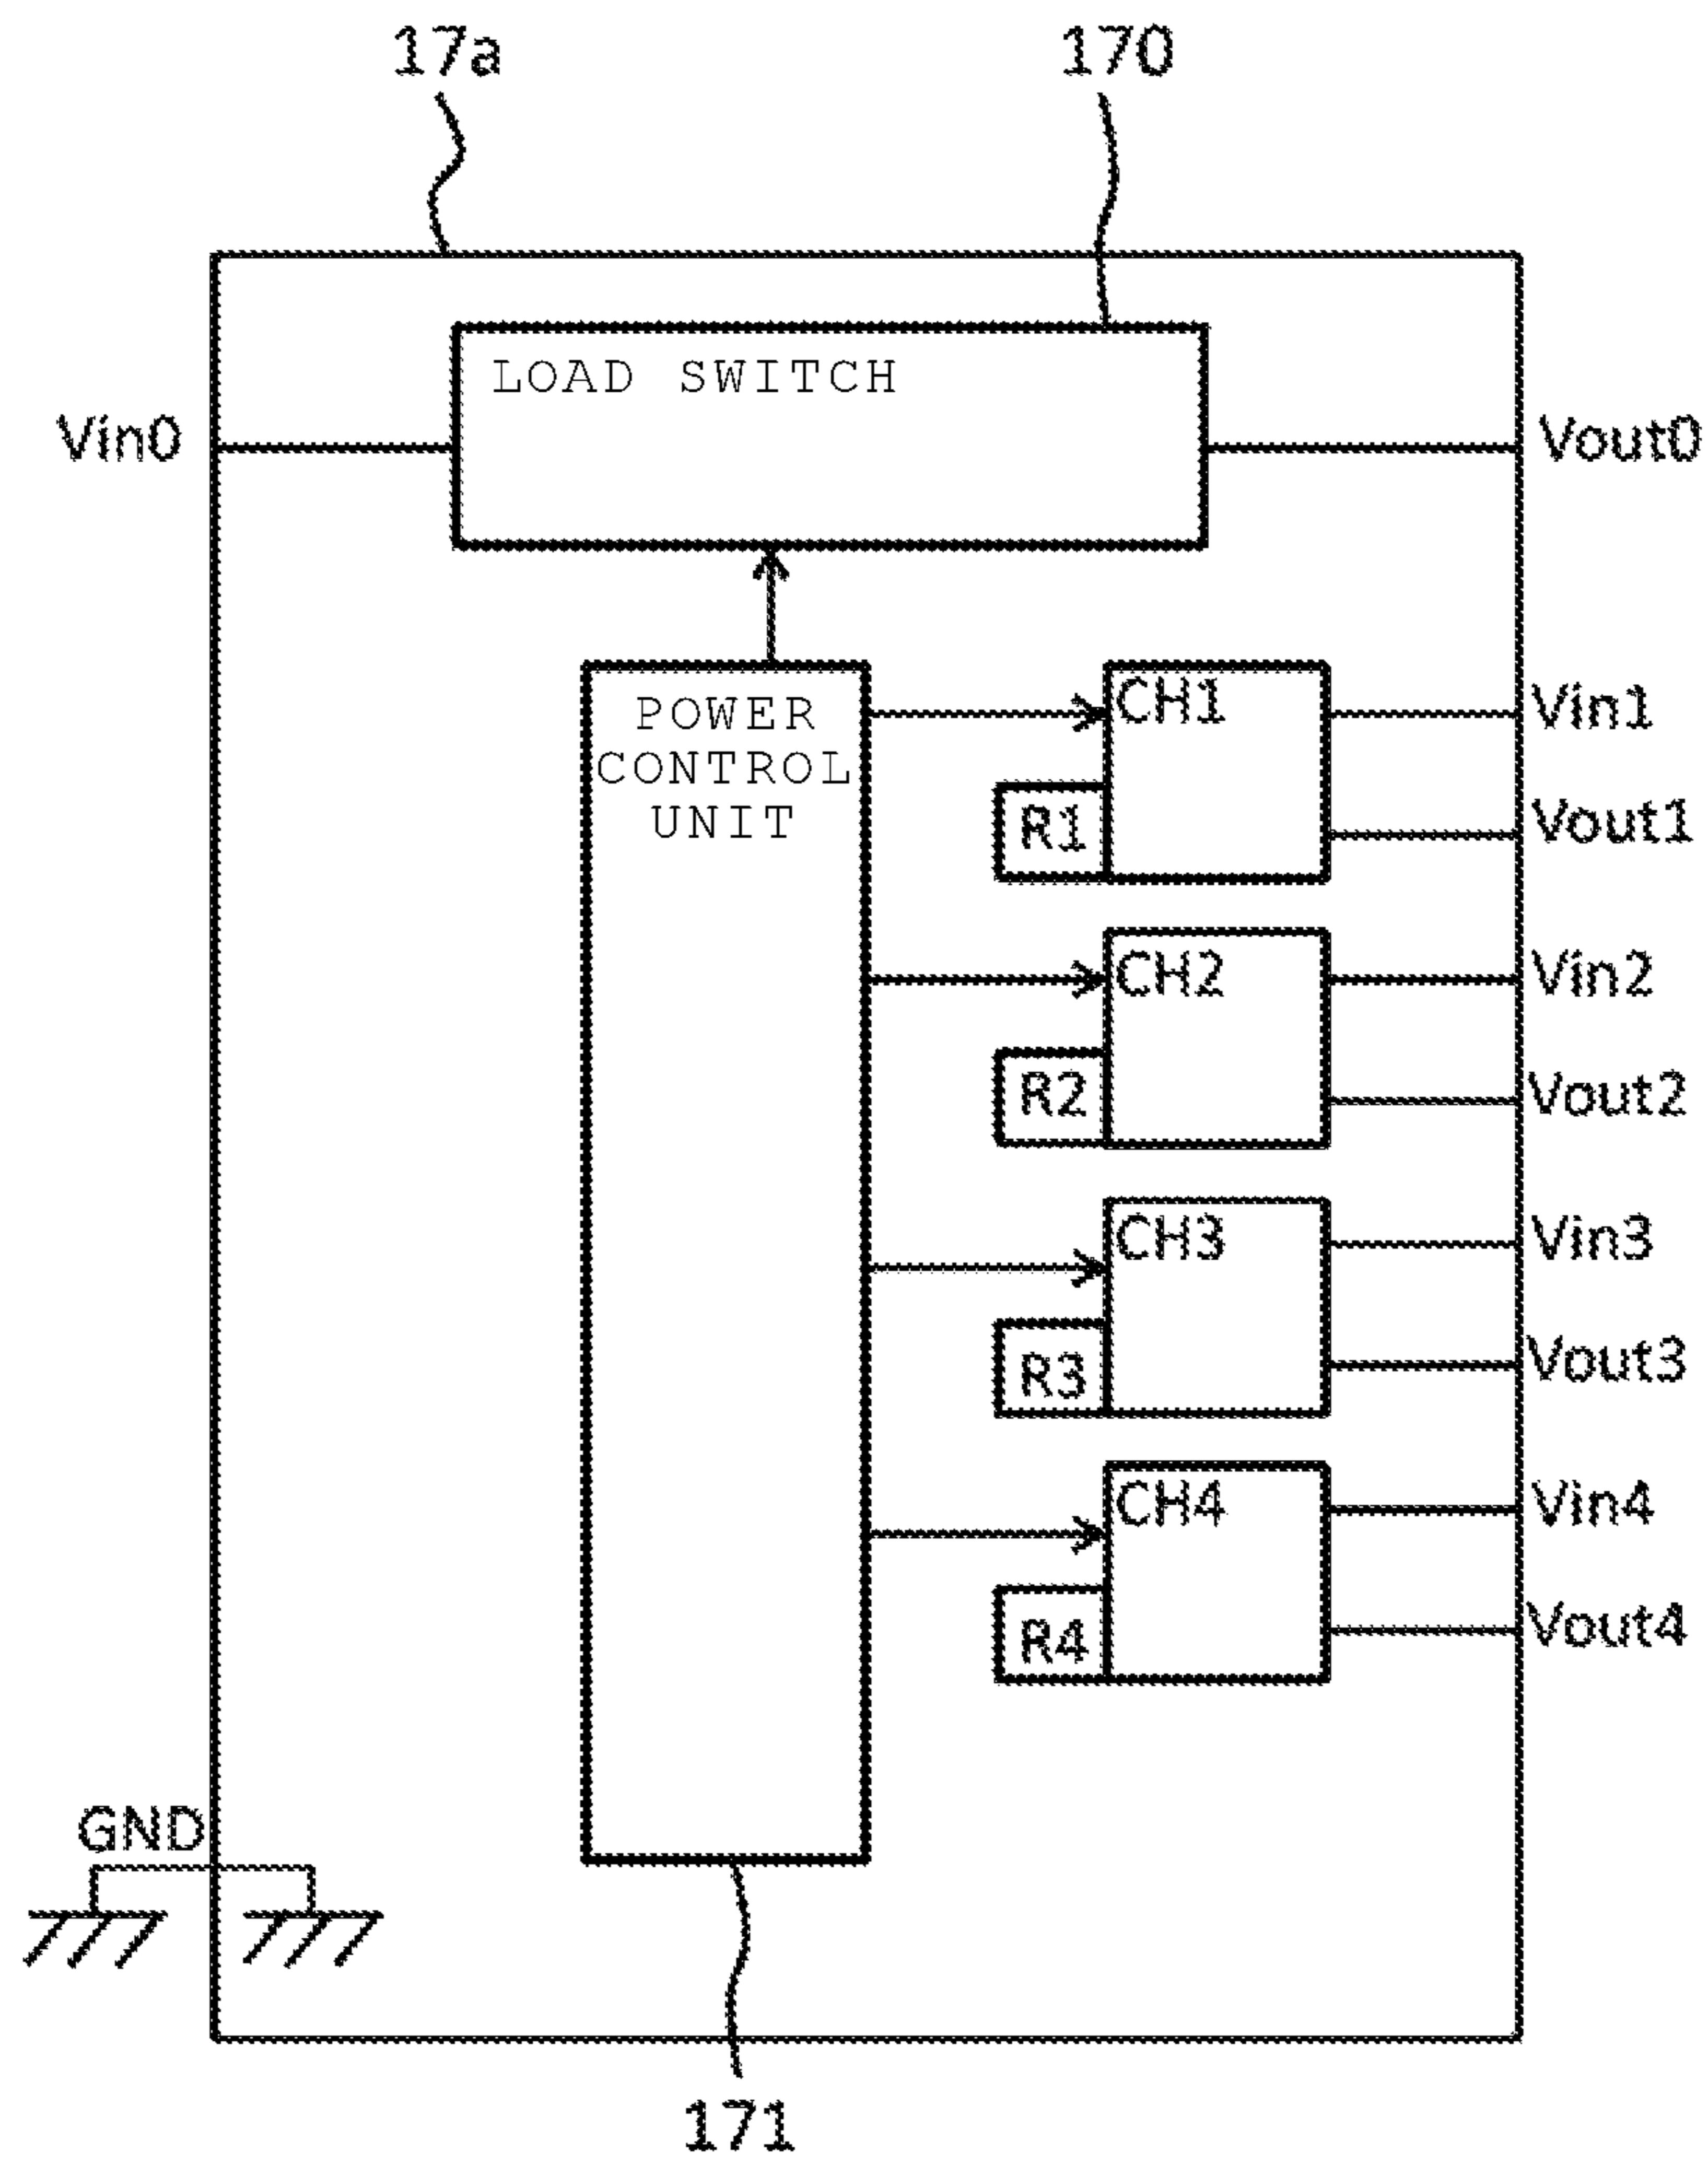 17a
170
LOAD SWITCH
Vin0
Vout0
POWER
CONTROL
UNIT
CH1
Vin1
R1
Vout1
CH2
Vin2
R2
Vout2
CH3
Vin3
R3
Vout3
CH4
Vin4
R4
Vout4
GND
171